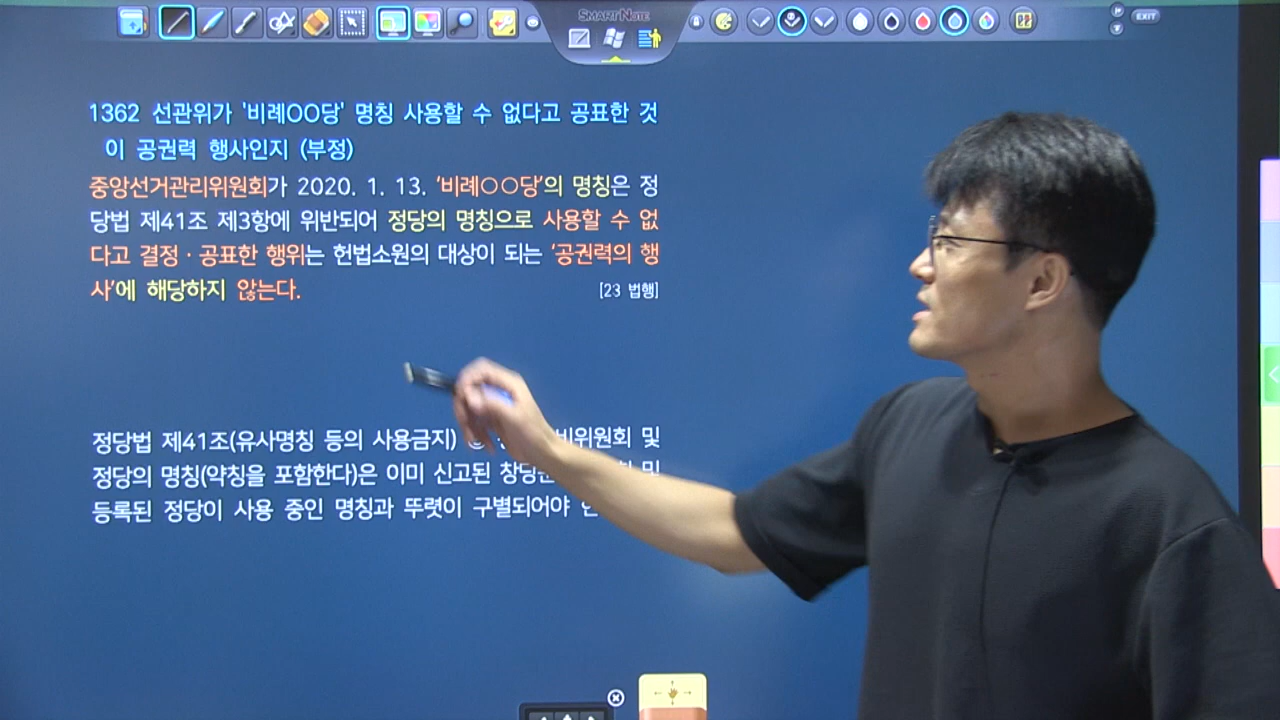 SMARTNOTE
EXIT
1362 선관위가 '비례OO당' 명칭 사용할 수 없다고 공표한 것
이 공권력 행사인지 (부정)
중앙선거관리위원회가 2020. 1. 13. '비례○○당'의 명칭은 정
당법 제41조 제3항에 위반되어 정당의 명칭으로 사용할 수 없
다고 결정·공표한 행위는 헌법소원의 대상이 되는 '공권력의 행
사'에 해당하지 않는다.
[23 법행]
정당법 제41조(유사명칭 등의 사용금지) 및
정당의 명칭(약칭을 포함한다)은 이미 신고된 및
등록된 정당이 사용 중인 명칭과 뚜렷이 구별되어야